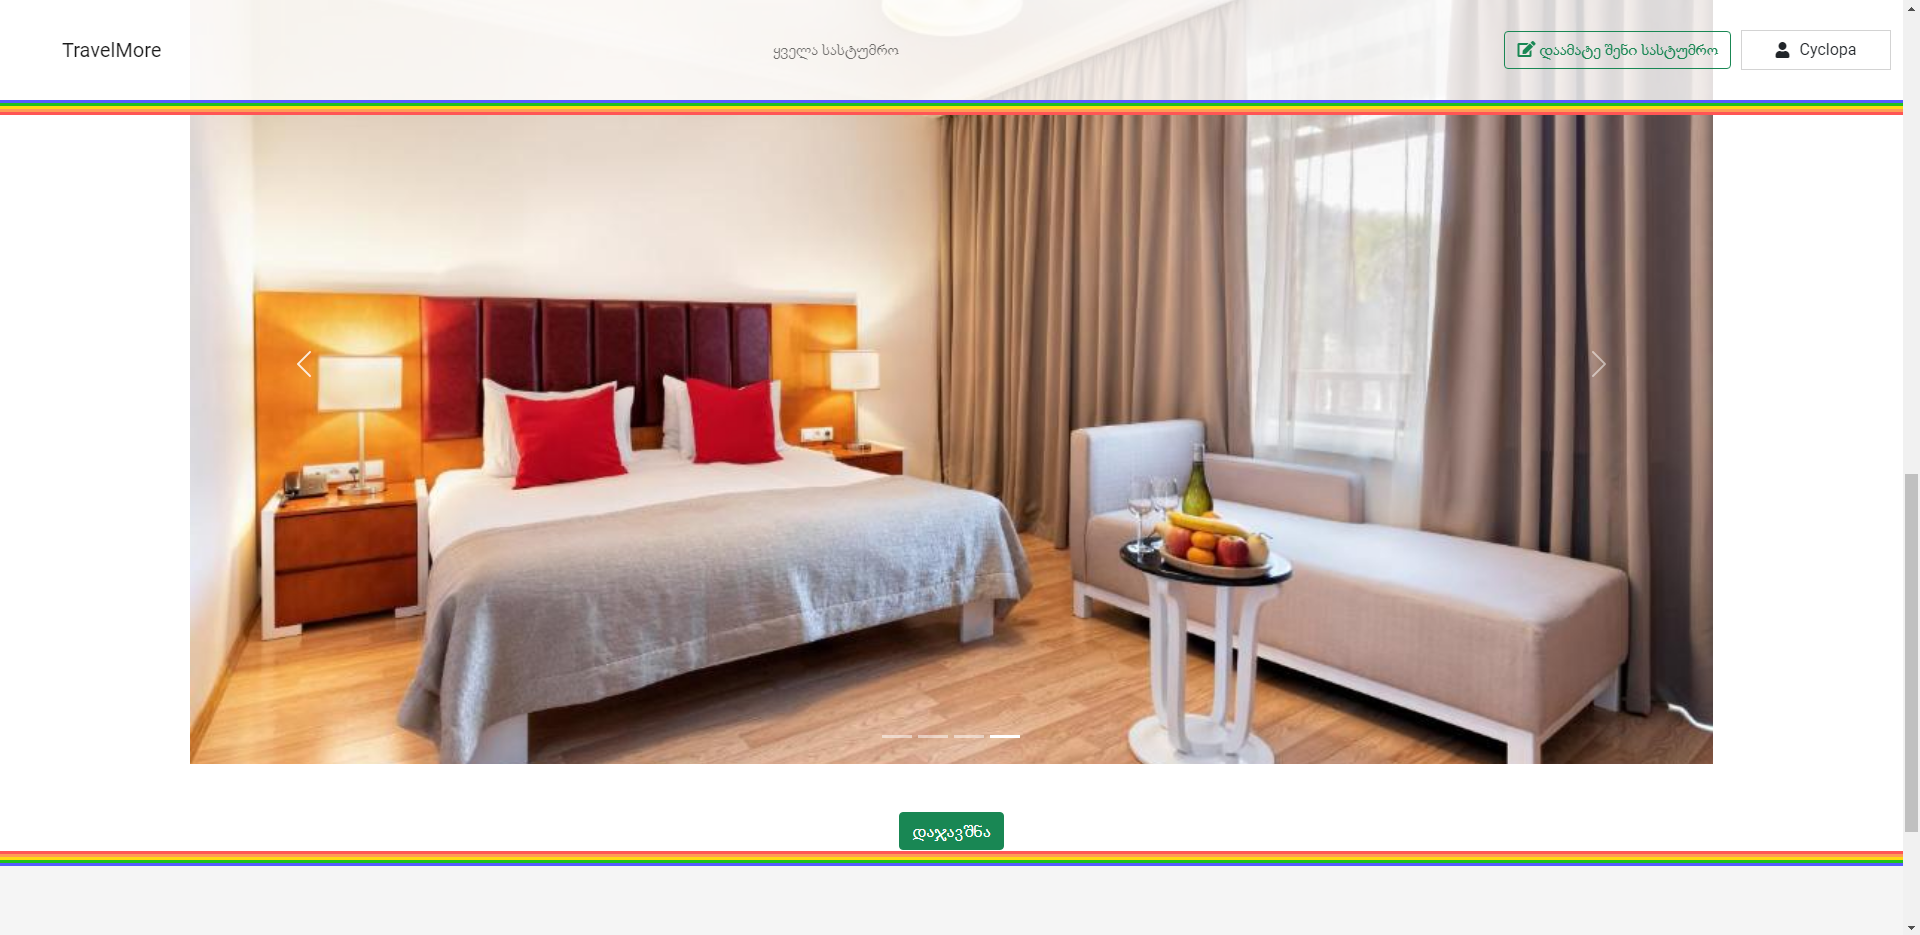 TravelMore
ყველა სასტუმრო
დაამატე შენი სასტუმრო
Cyclopa
დაჯავშნა